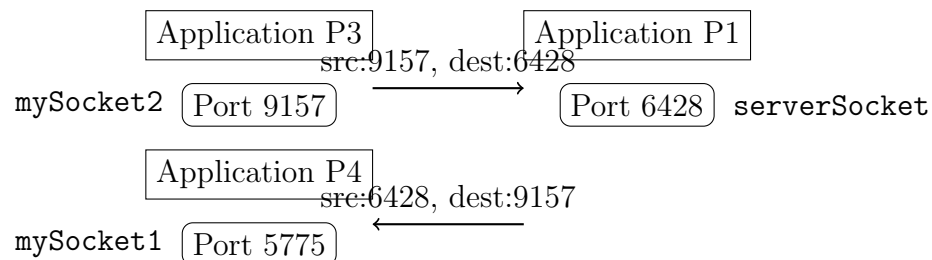 Application P3
Application P1
src:9157, dest:6428
mySocket2
Port 9157
Port 6428
serverSocket
Application P4
src:6428, dest:9157
mySocket1
Port 5775